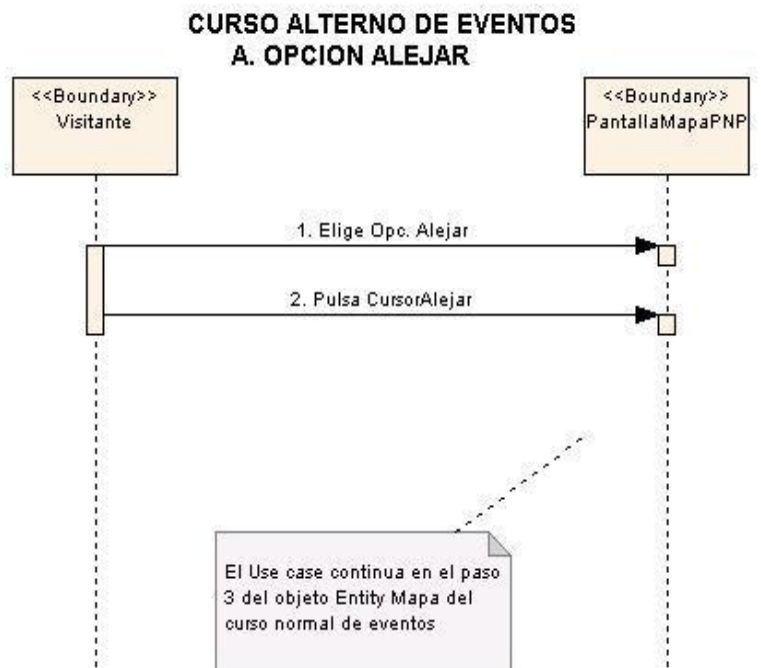 CURSO ALTERNO DE EVENTOS
A. OPCION ALEJAR
<<Boundary>>
Visitante
<<Boundary>>
PantallaMapaPNP
1. Elige Opc. Alejar
2. Pulsa CursorAlejar
El Use case continua en el paso
3 del objeto Entity Mapa del
curso normal de eventos